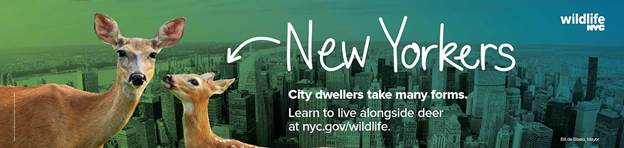 New Yorkers
wildlife
NYC
City dwellers take many forms.
Learn to live alongside deer
at nyc.gov/wildlife.
Bill de Blasio, Mayor